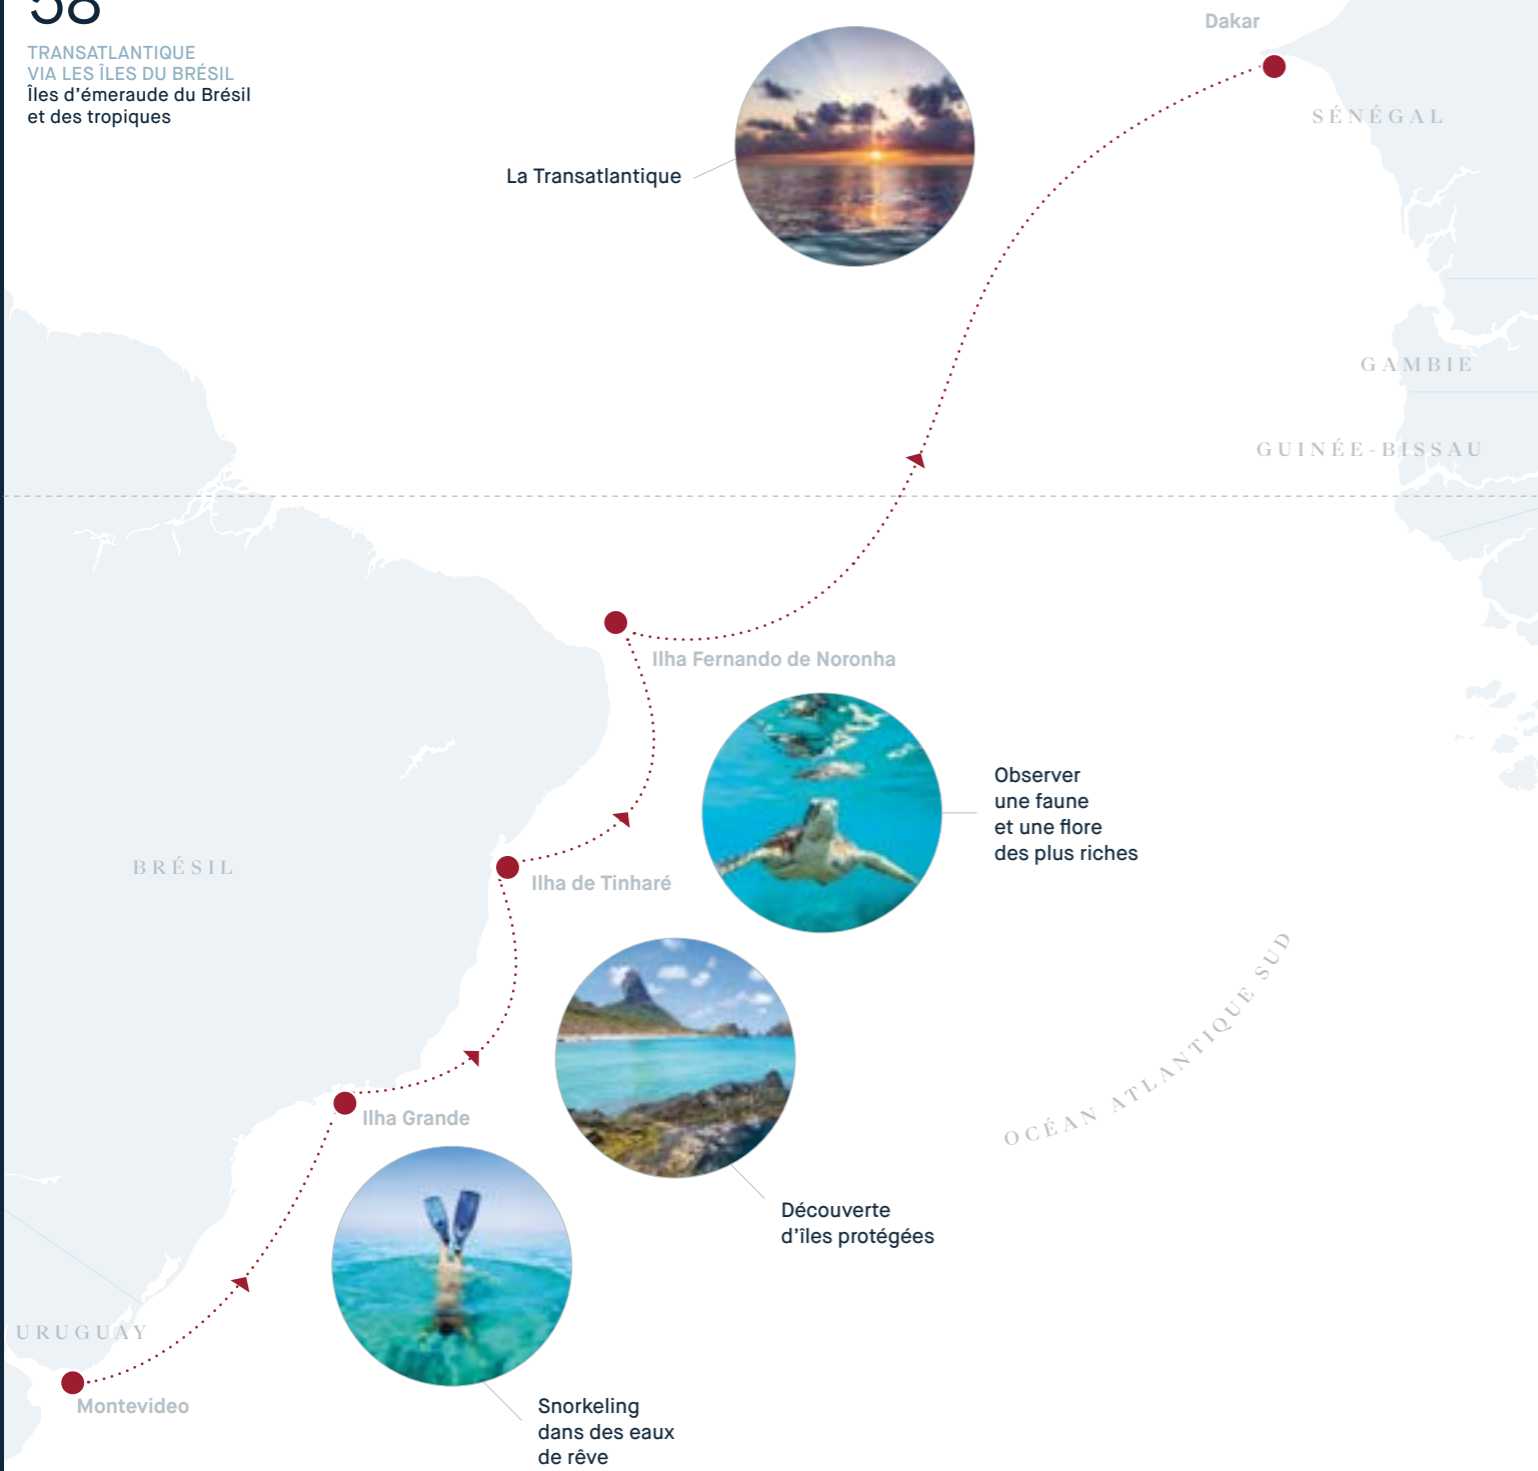 58
TRANSATLANTIQUE
VIA LES ÎLES DU BRÉSIL
Îles d'émeraude du Brésil
et des tropiques
Dakar
SÉNÉGAL
La Transatlantique
GAMBIE
GUINÉE-BISSAU
Ilha Fernando de Noronha
Observer
une faune
et une flore
des plus riches
BRÉSIL
Ilha de Tinharé
OCÉAN ATLANTIQUE SUD
Ilha Grande
Découverte
d'îles protégées
URUGUAY
Montevideo
Snorkeling
dans des eaux
de rêve